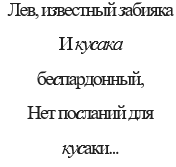 Лев, известный забияка
И кусака
беспардонный,
Нет посланий для
кусаки...